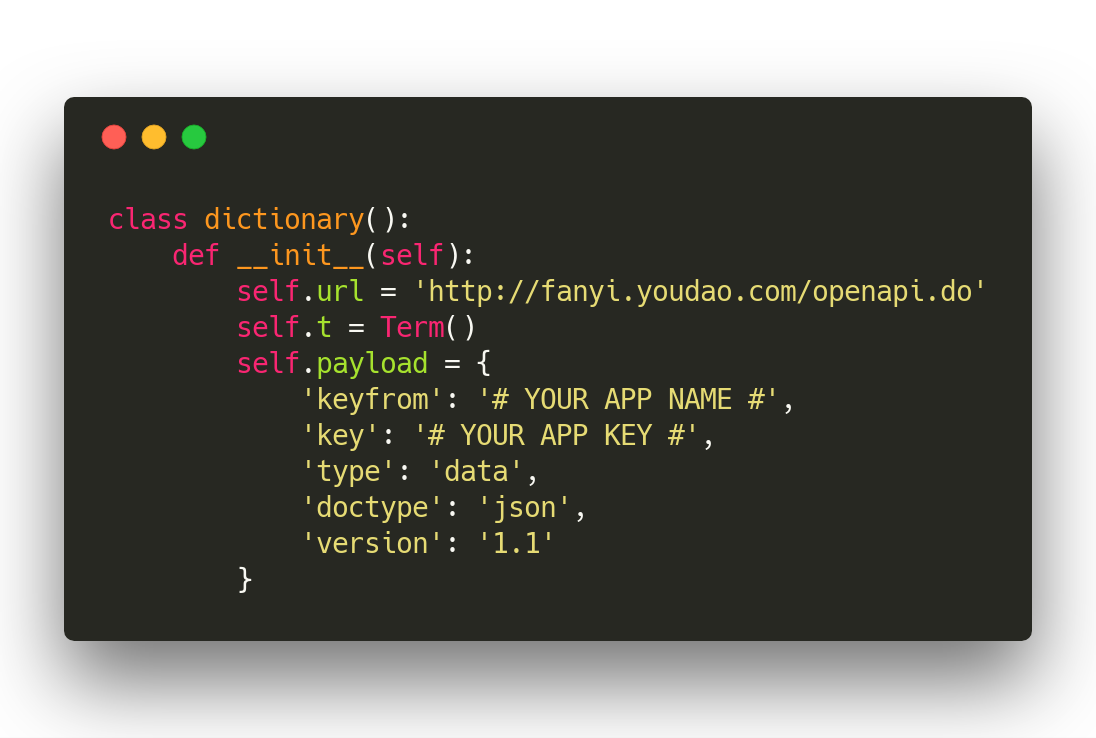 class dictionary():
    def __init__(self):
        self.url = 'http://fanyi.youdao.com/openapi.do'
        self.t = Term()
        self.payload = {
            'keyfrom': '# YOUR APP NAME #',
            'key': '# YOUR APP KEY #',
            'type': 'data',
            'doctype': 'json',
            'version': '1.1'
        }